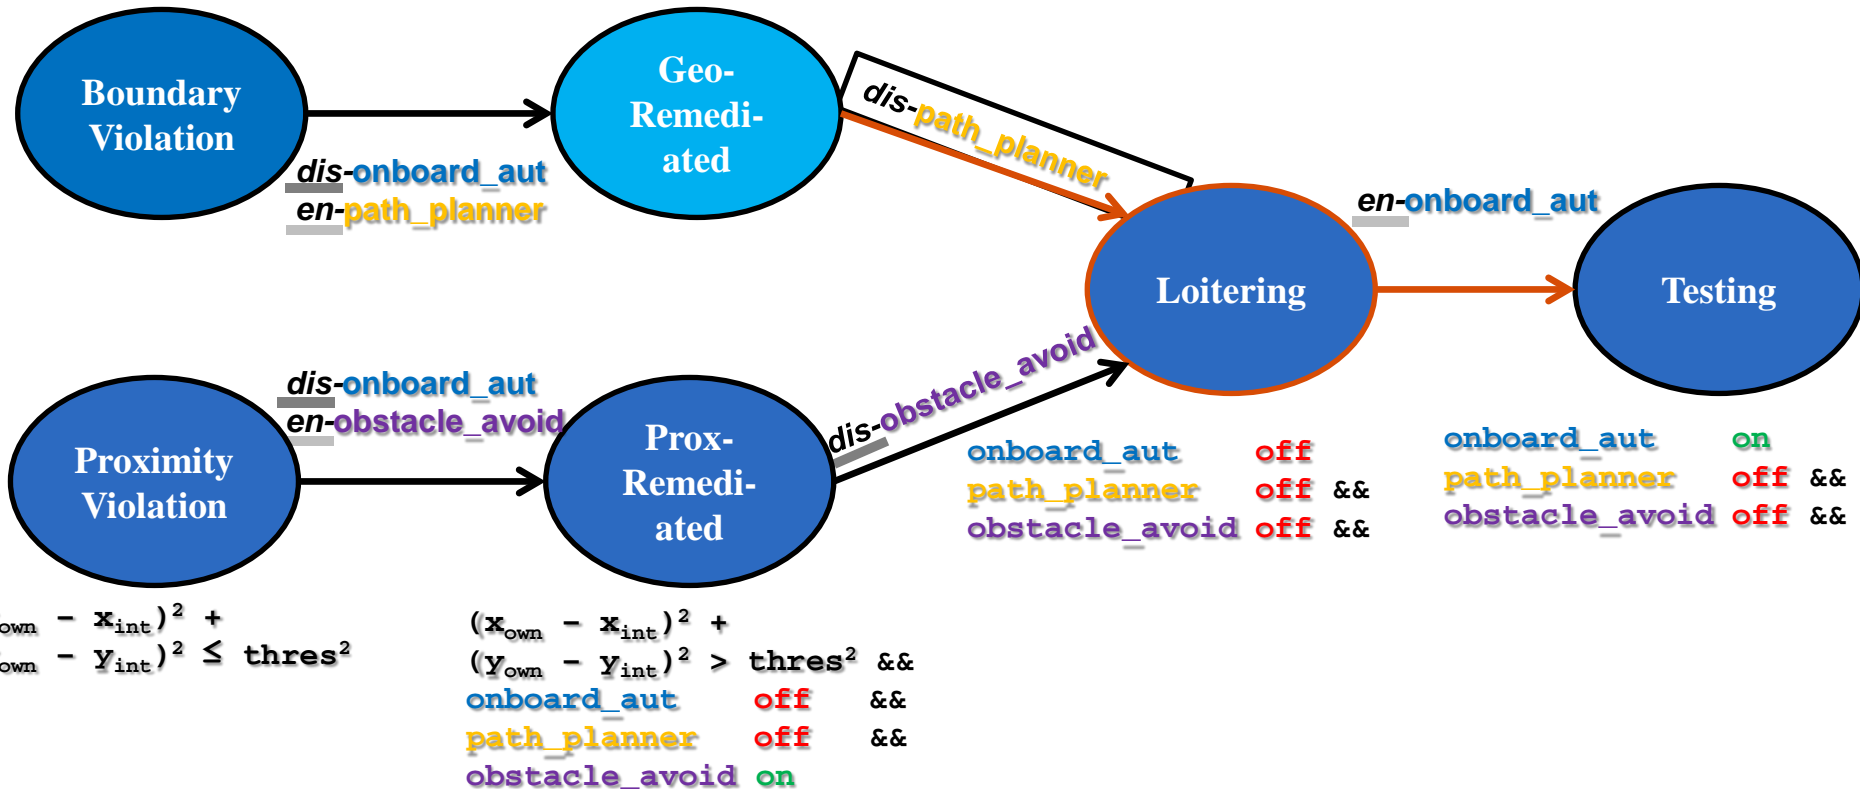 Boundary
Violation
Geo-
Remedi-
ated
dis-path_planner
dis-onboard_aut
en-path_planner
en-onboard_aut
Loitering
Testing
dis-onboard_aut
en-obstacle_avoid
dis-obstacle_avoid
Proximity
Violation
Prox-
Remedi-
ated
onboard_aut off
path_planner off &&
obstacle_avoid off &&
onboard_aut on
path_planner off &&
obstacle_avoid off &&
own - xint)2 +
own - yint)2 ≤ thres2
(xown - xint)2 +
(yown - yint)2 > thres2 &&
onboard_aut off &&
path_planner off &&
obstacle_avoid on